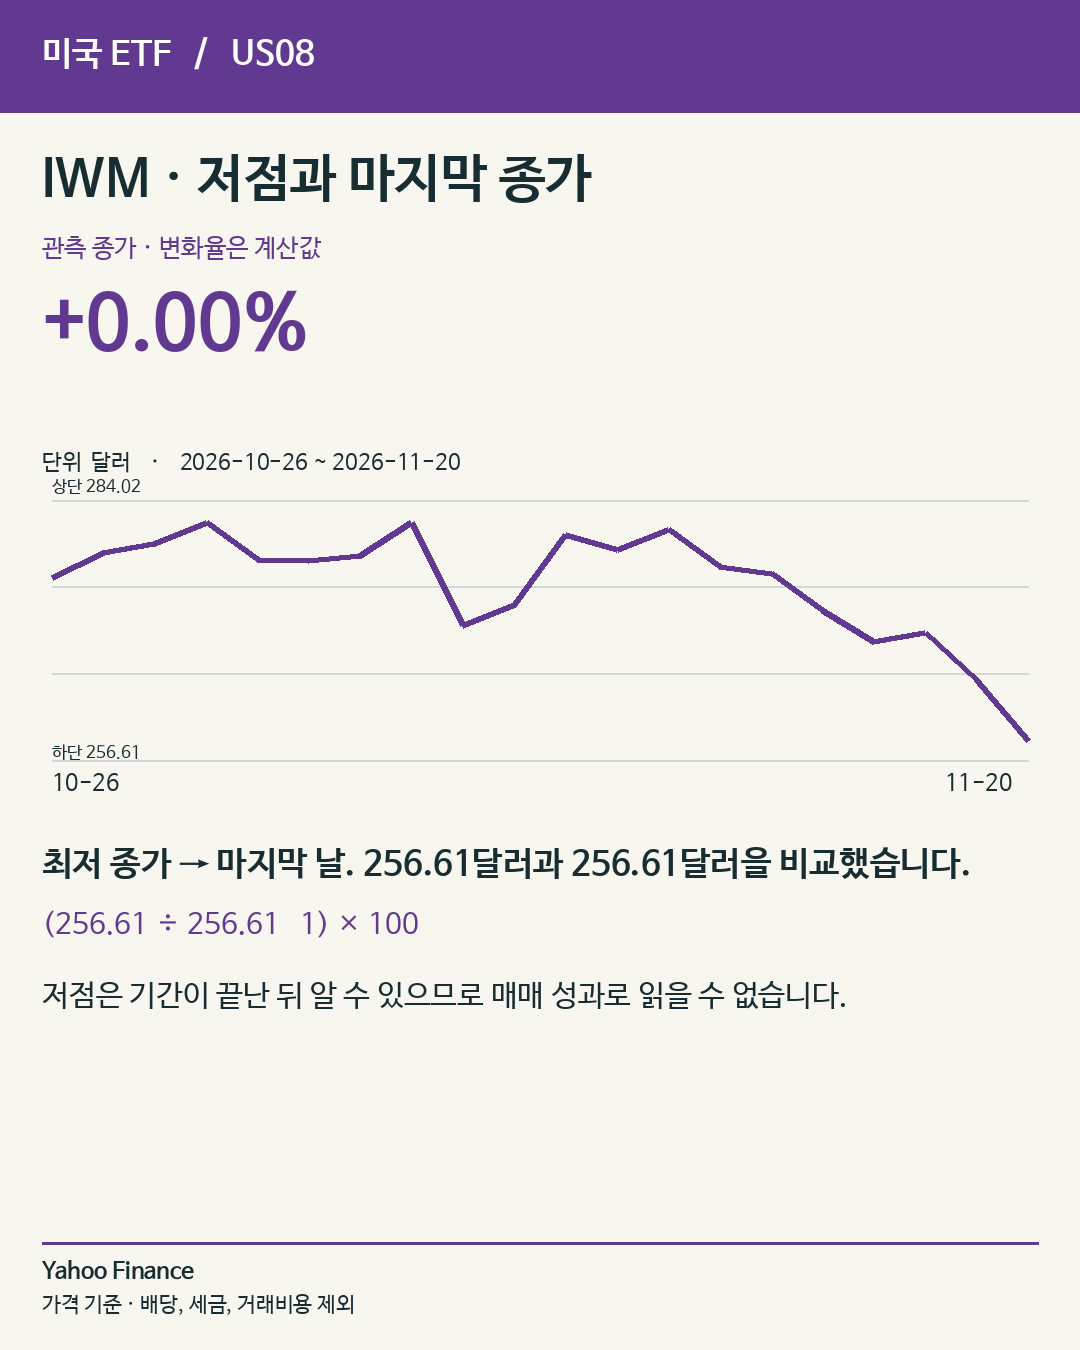 미국 ETF / US08
IWM · 저점과 마지막 종가
관측 종가 · 변화율은 계산값
+0.00%
단위 달러 · 2026-10-26 ~ 2026-11-20
상단 284.02
하단 256.61
10-26 11-20
최저 종가 → 마지막 날. 256.61달러과 256.61달러을 비교했습니다.
(256.61 ÷ 256.61 1) × 100
저점은 기간이 끝난 뒤 알 수 있으므로 매매 성과로 읽을 수 없습니다.
Yahoo Finance
가격 기준 · 배당, 세금, 거래비용 제외